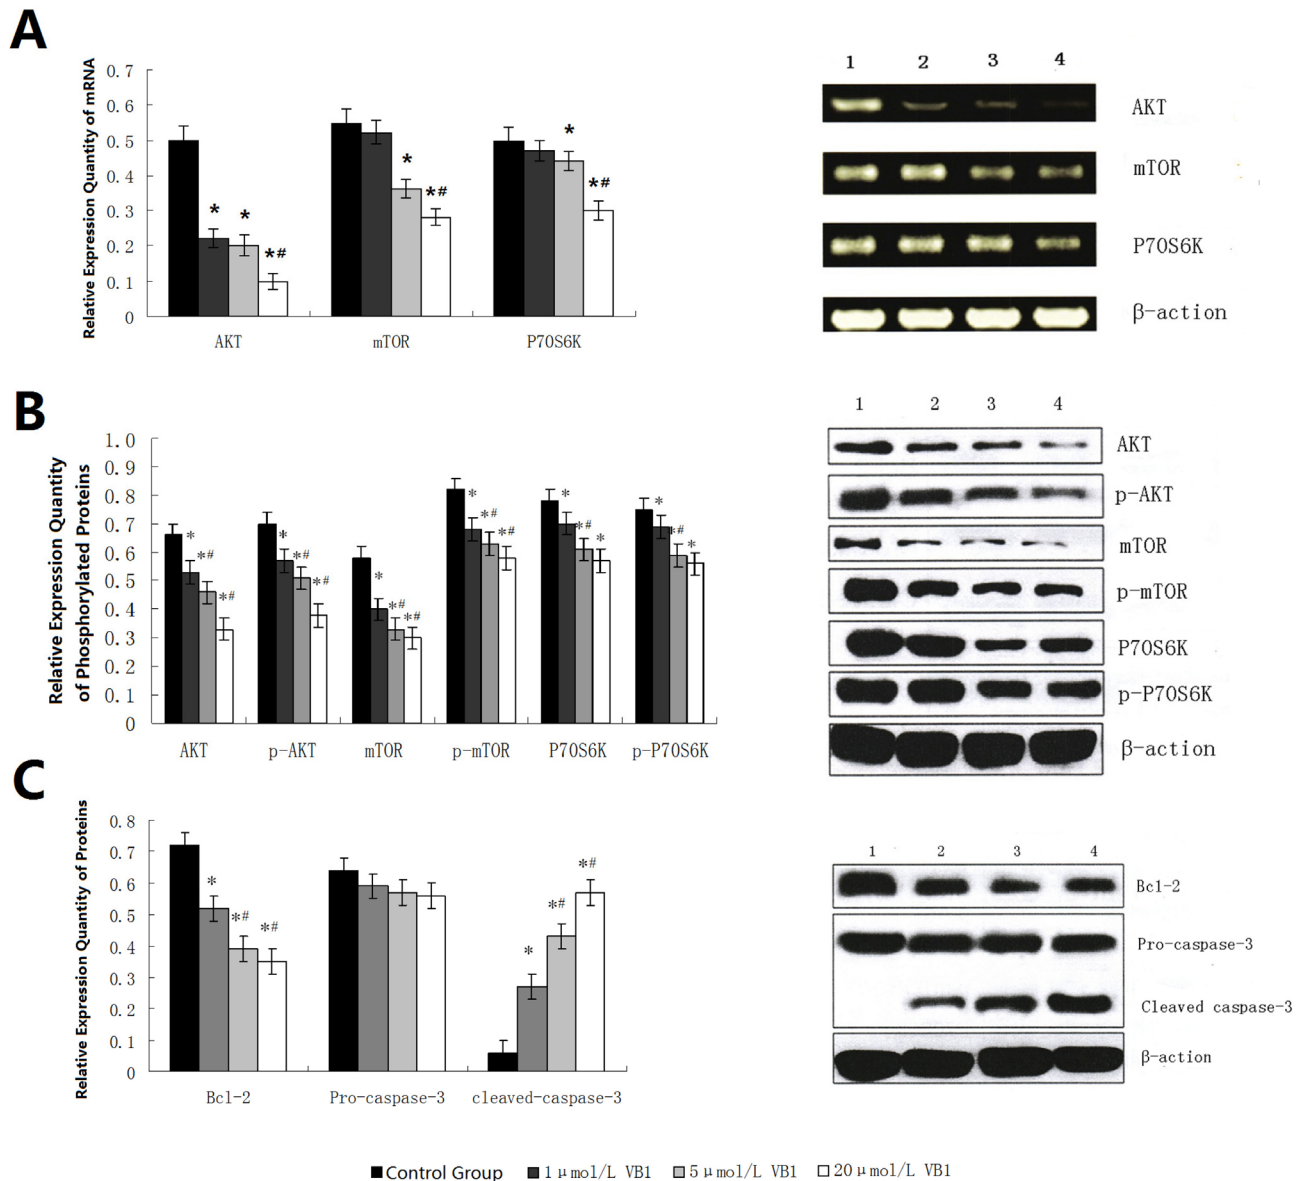 A
Relative Expression Quantity of mRNA
0.7
0.6
0.5
0.4
0.3
0.2
0.1
0
* * *# * *# * *#
AKT mTOR P70S6K
1 2 3 4
AKT
mTOR
P70S6K
β-action
B
Relative Expression Quantity
of Phosphorylated Proteins
1.0
0.9
0.8
0.7
0.6
0.5
0.4
0.3
0.2
0.1
0
* *# *# * *# *# * *# *# * *# *# * *# * * *# *
AKT p-AKT mTOR p-mTOR P70S6K p-P70S6K
1 2 3 4
AKT
p-AKT
mTOR
p-mTOR
P70S6K
p-P70S6K
β-action
C
Relative Expression Quantity of Proteins
0.8
0.7
0.6
0.5
0.4
0.3
0.2
0.1
0
* *# *# * *# *#
Bcl-2 Pro-caspase-3 cleaved-caspase-3
1 2 3 4
Bcl-2
Pro-caspase-3
Cleaved caspase-3
β-action
Control Group 1 μmol/L VB1 5 μmol/L VB1 20 μmol/L VB1